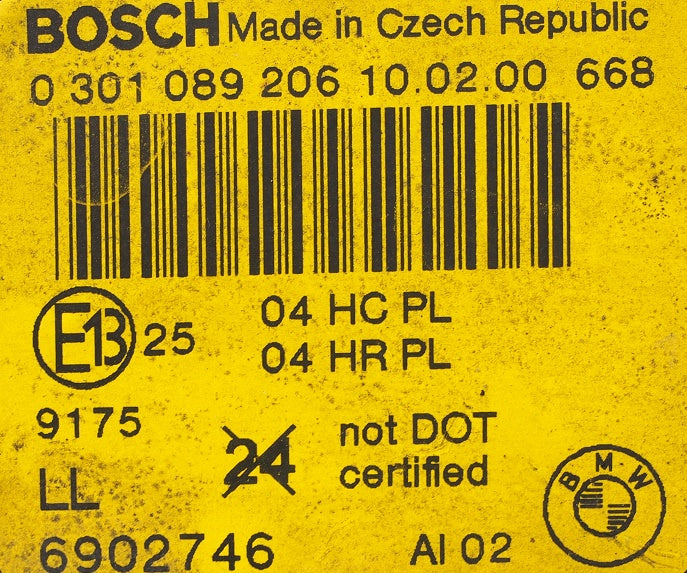 BOSCH Made in Czech Republic
0 301 089 206 10.02.00 668
E13 25
04 HC PL
04 HR PL
9175
24
not DOT
certified
LL
BMW
6902746
AI 02